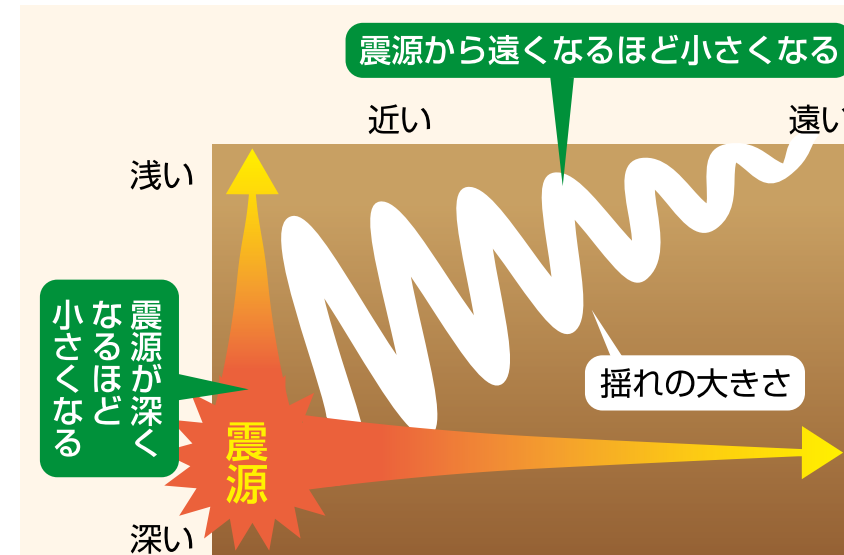 震源から遠くなるほど小さくなる
近い
遠い
浅い
震源が深く
なるほど
小さくなる
揺れの大きさ
震源
深い